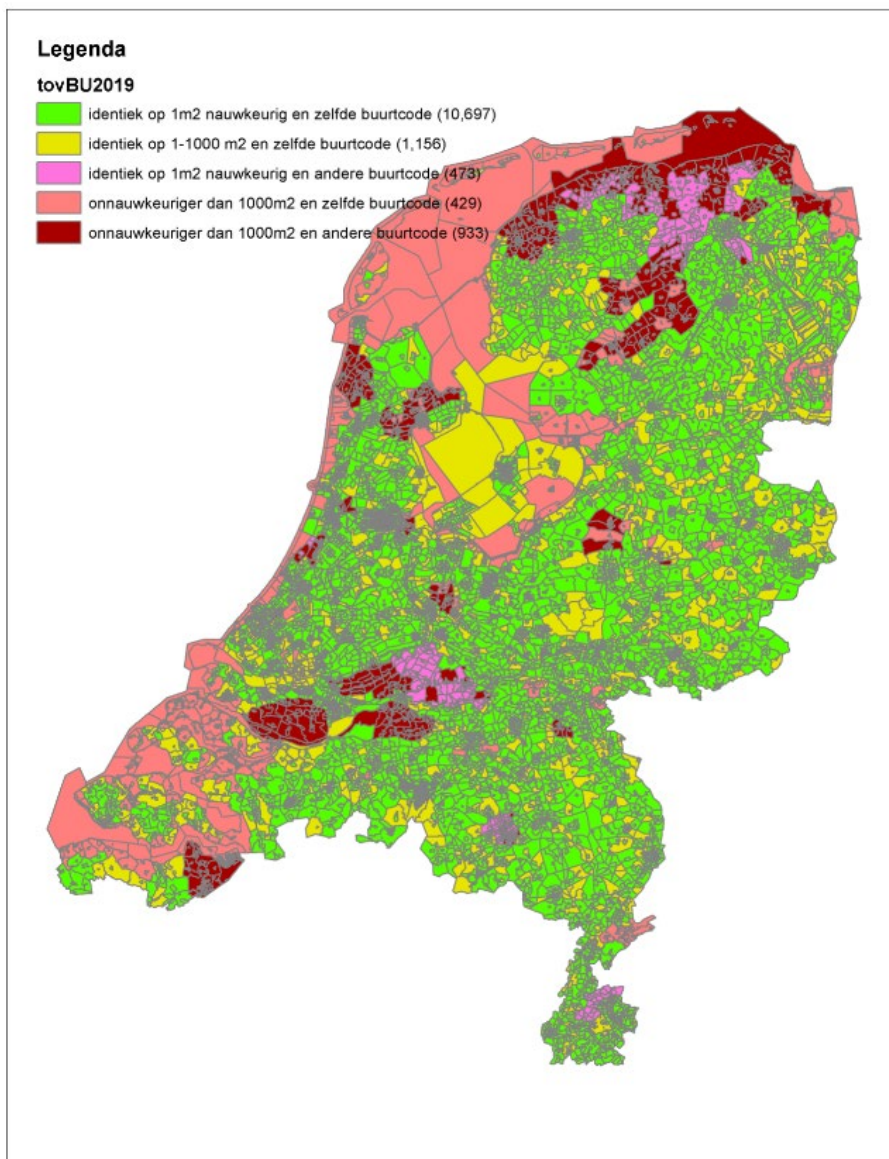 Legenda
tovBU2019
identiek op 1m2 nauwkeurig en zelfde buurtcode (10,697)
identiek op 1-1000 m2 en zelfde buurtcode (1,156)
identiek op 1m2 nauwkeurig en andere buurtcode (473)
onnauwkeuriger dan 1000m2 en zelfde buurtcode (429)
onnauwkeuriger dan 1000m2 en andere buurtcode (933)